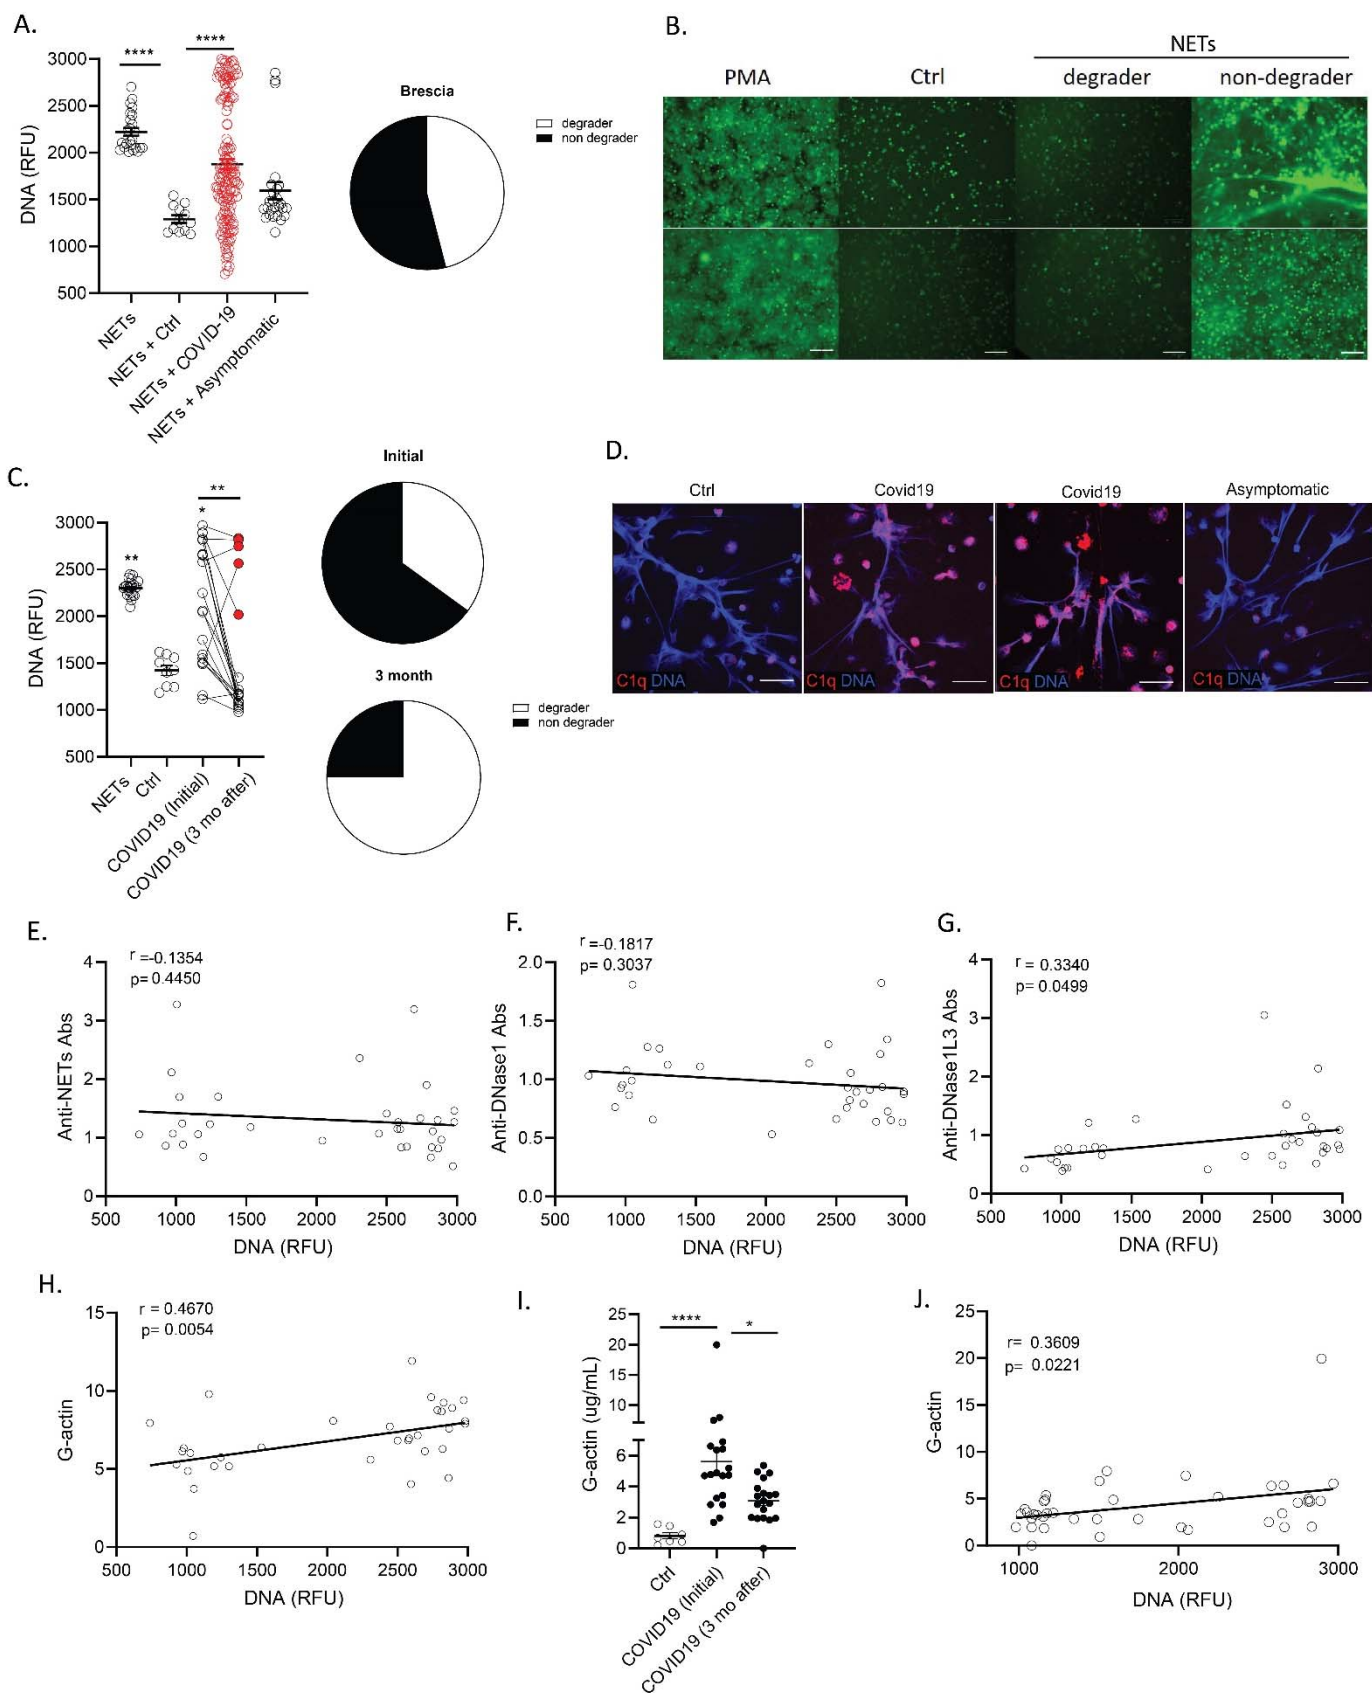 A.
****
****
3000
2500
2000
1500
1000
500
DNA (RFU)
NETs
NETs + Ctrl
NETs + COVID-19
NETs + Asymptomatic
Brescia
degrader
non degrader
B.
NETs
PMA
Ctrl
degrader
non-degrader
C.
**
*
**
3000
2500
2000
1500
1000
500
DNA (RFU)
NETs
Ctrl
COVID19 (Initial)
COVID19 (3 mo after)
Initial
3 month
degrader
non degrader
D.
Ctrl
Covid19
Covid19
Asymptomatic
C1q DNA
C1q DNA
C1q DNA
C1q DNA
E.
r =-0.1354
p= 0.4450
4
3
2
1
0
Anti-NETs Abs
500 1000 1500 2000 2500 3000
DNA (RFU)
F.
r =-0.1817
p= 0.3037
2.0
1.5
1.0
0.5
0.0
Anti-DNase1 Abs
500 1000 1500 2000 2500 3000
DNA (RFU)
G.
r = 0.3340
p= 0.0499
4
3
2
1
0
Anti-DNase1L3 Abs
500 1000 1500 2000 2500 3000
DNA (RFU)
H.
r = 0.4670
p= 0.0054
15
10
5
0
G-actin
500 1000 1500 2000 2500 3000
DNA (RFU)
I.
****
*
25
20
15
10
6
4
2
0
G-actin (ug/mL)
Ctrl
COVID19 (Initial)
COVID19 (3 mo after)
J.
r= 0.3609
p= 0.0221
25
20
15
10
5
0
G-actin
1000 2000 3000
DNA (RFU)